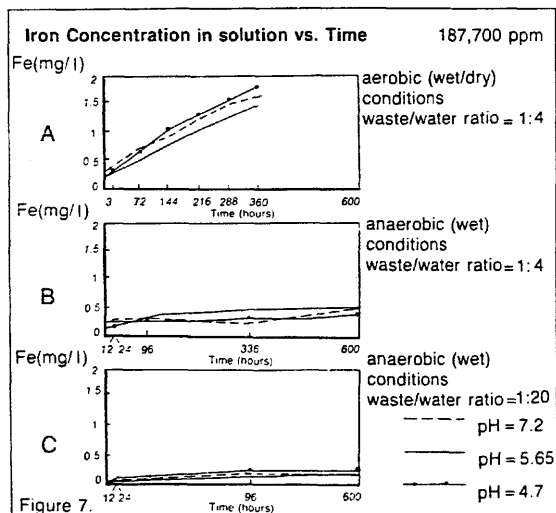 Iron Concentration in solution vs. Time 187,700 ppm
Fe(mg/l)
2
1.5
1
0.5
0
A
3 72 144 216 288 360 600
Time (hours)
aerobic (wet/dry)
conditions
waste/water ratio = 1:4
Fe(mg/l)
2
1.5
1
0.5
0
B
12 24 96 336 600
Time (hours)
anaerobic (wet)
conditions
waste/water ratio = 1:4
Fe(mg/l)
2
1.5
1
0.5
0
C
12 24 96 600
Time (hours)
anaerobic (wet)
conditions
waste/water ratio =1:20
pH = 7.2
pH = 5.65
pH = 4.7
Figure 7.